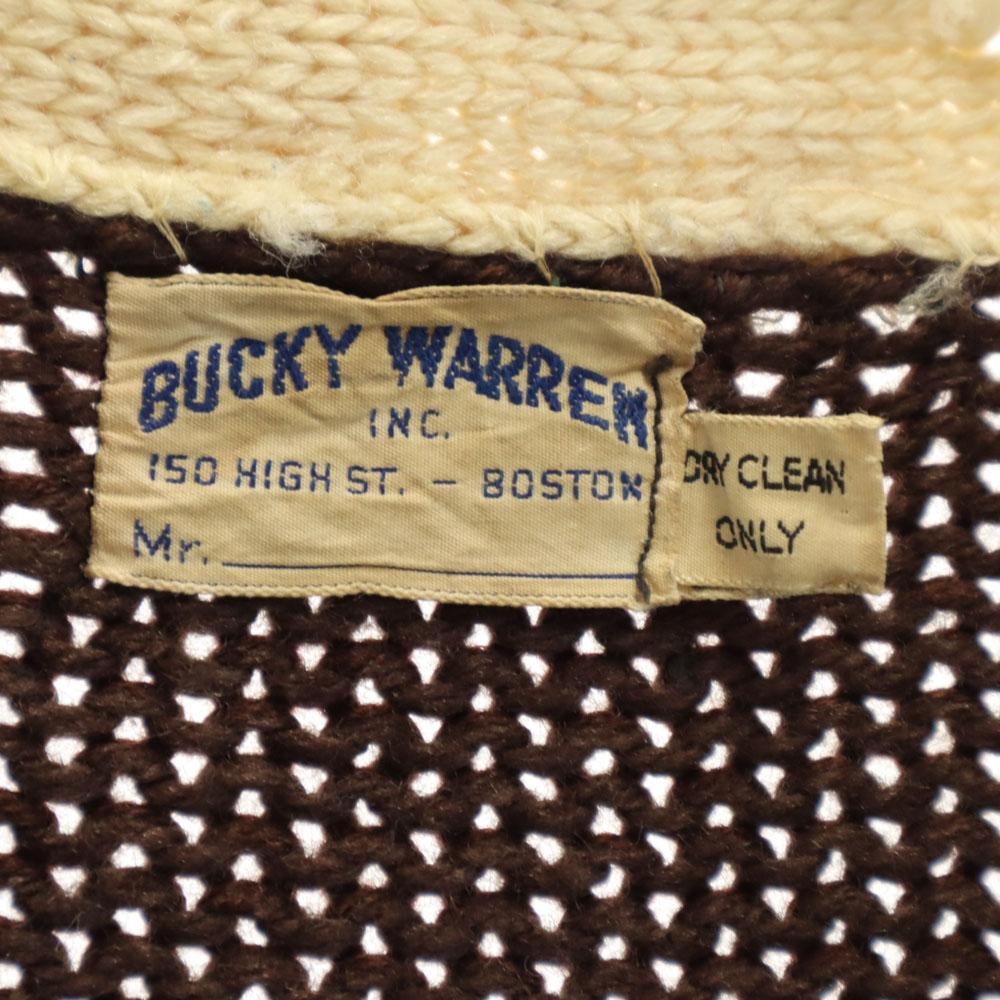 BUCKY WARREN
INC.
150 HIGH ST. - BOSTON
Mr.
DRY CLEAN
ONLY